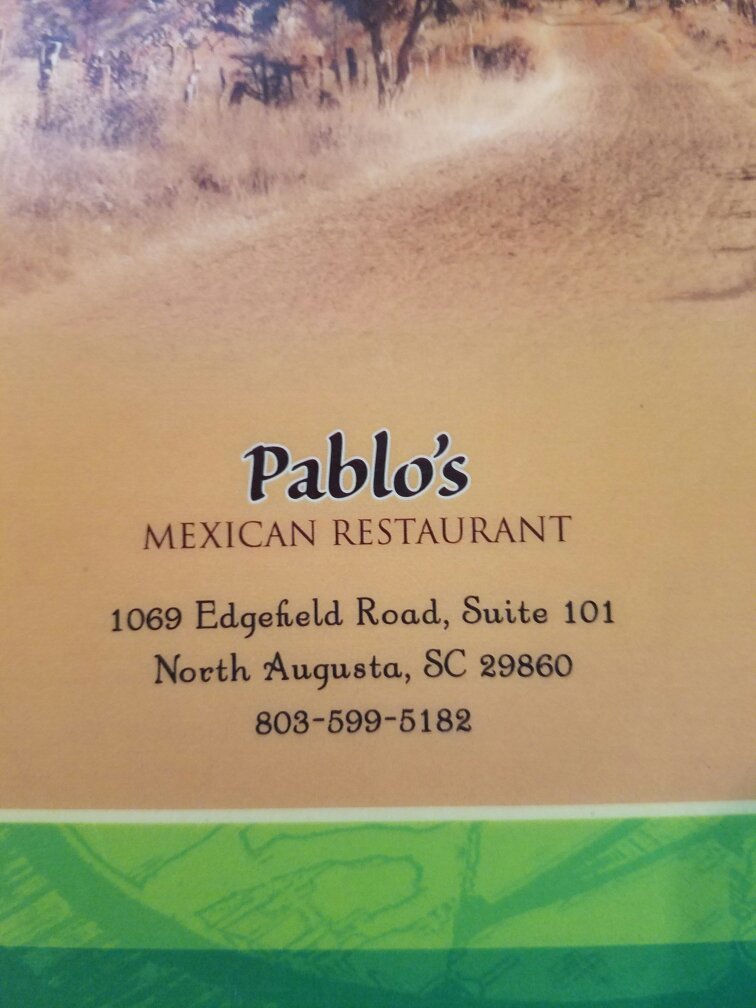 Pablo's
MEXICAN RESTAURANT
1069 Edgefield Road, Suite 101
North Augusta, SC 29860
803-599-5182